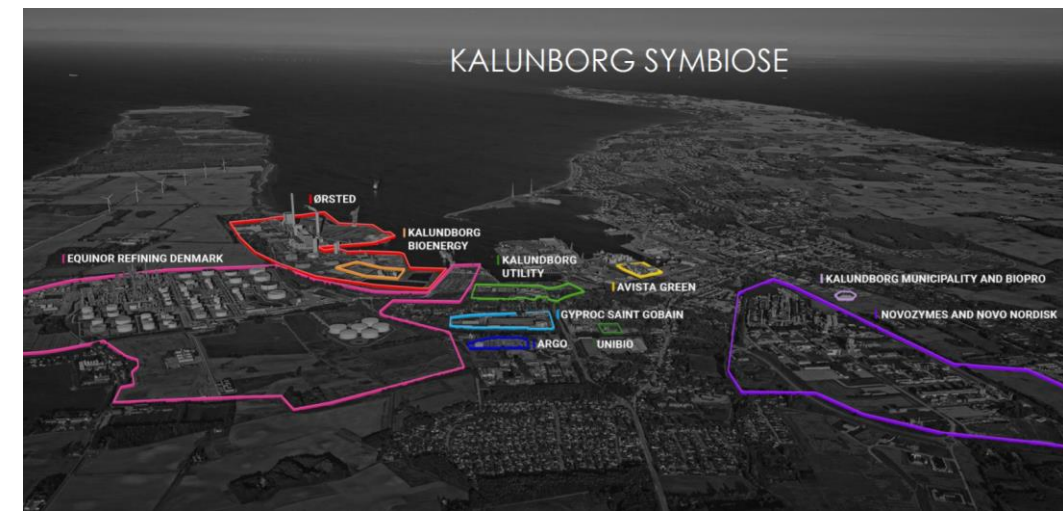 KALUNBORG SYMBIOSE
ØRSTED
KALUNDBORG
BIOENERGY
EQUINOR REFINING DENMARK
KALUNDBORG
UTILITY
AVISTA GREEN
KALUNDBORG MUNICIPALITY AND BIOPRO
GYPROC SAINT GOBAIN
NOVOZYMES AND NOVO NORDISK
ARGO
UNIBIO